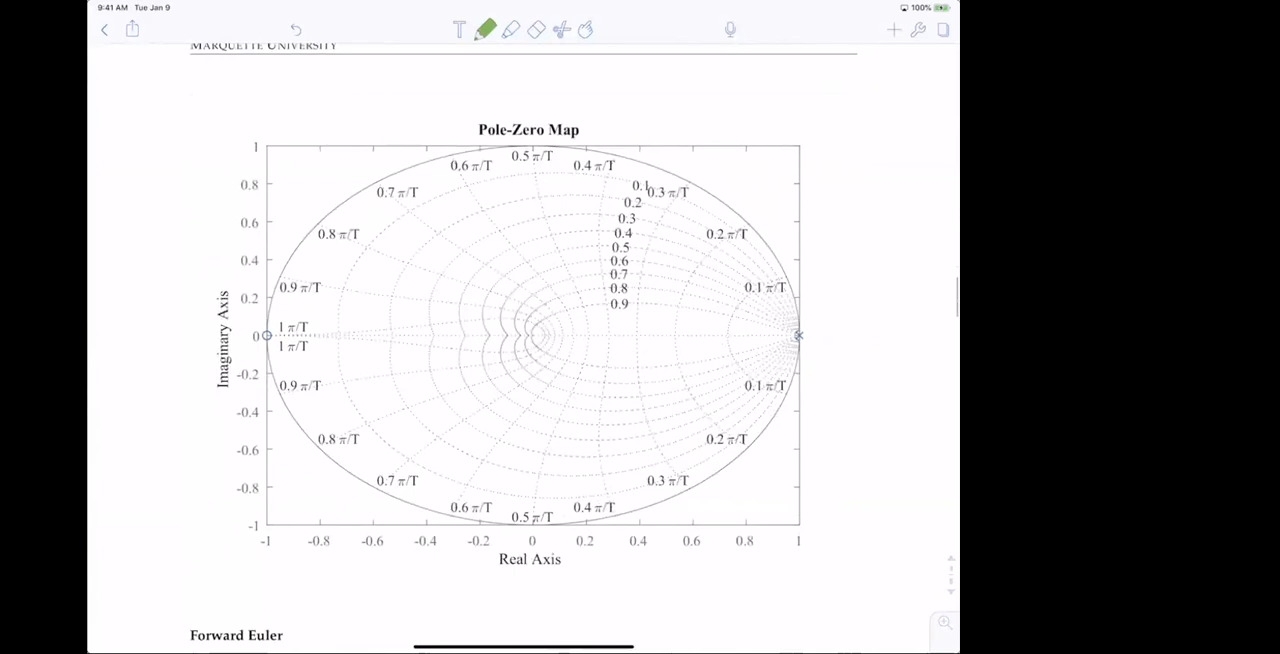 9:41 AM Tue Jan 9
100%
T
MARQUETTE UNIVERSITY
Pole-Zero Map
1
0.8
0.6
0.4
0.2
0
-0.2
-0.4
-0.6
-0.8
-1
Imaginary Axis
0.5 π/T
0.6 π/T
0.4 π/T
0.7 π/T
0.1
0.3 π/T
0.2
0.3
0.8 π/T
0.4
0.2 π/T
0.5
0.6
0.7
0.9 π/T
0.8
0.1 π/T
0.9
1 π/T
1 π/T
0.9 π/T
0.1 π/T
0.8 π/T
0.2 π/T
0.7 π/T
0.3 π/T
0.6 π/T
0.4 π/T
0.5 π/T
-1 -0.8 -0.6 -0.4 -0.2 0 0.2 0.4 0.6 0.8 1
Real Axis
Forward Euler